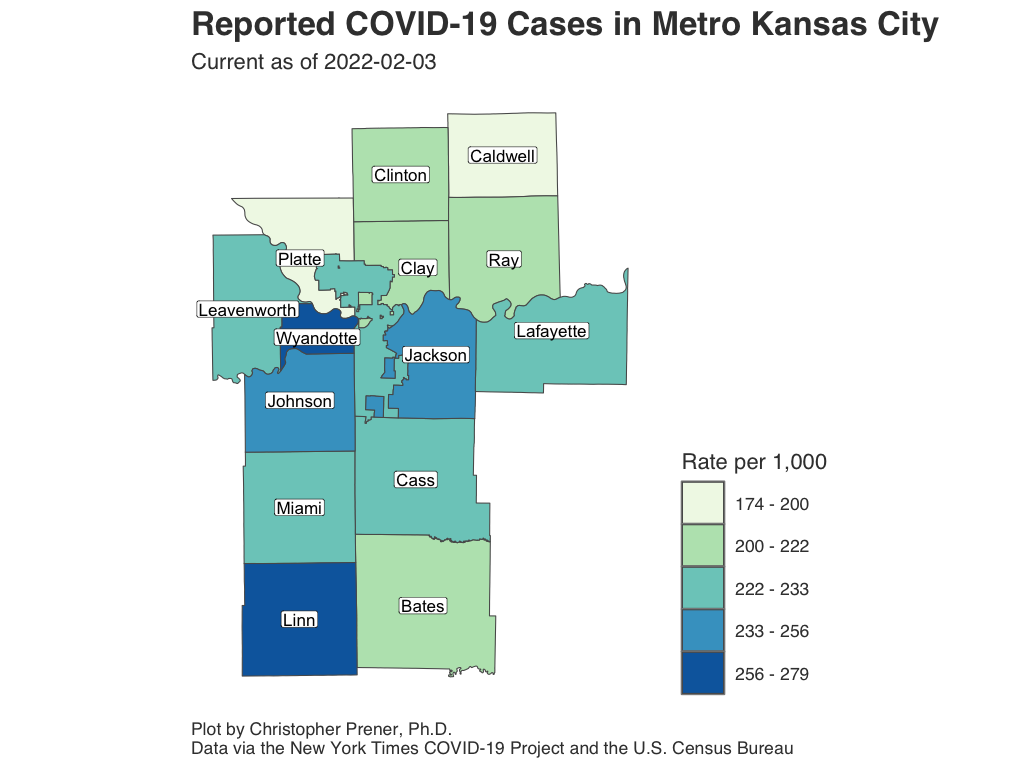 Reported COVID-19 Cases in Metro Kansas City
Current as of 2022-02-03
Caldwell
Clinton
Platte
Clay
Ray
Leavenworth
Wyandotte
Lafayette
Jackson
Johnson
Cass
Miami
Bates
Linn
Rate per 1,000
174 - 200
200 - 222
222 - 233
233 - 256
256 - 279
Plot by Christopher Prener, Ph.D.
Data via the New York Times COVID-19 Project and the U.S. Census Bureau